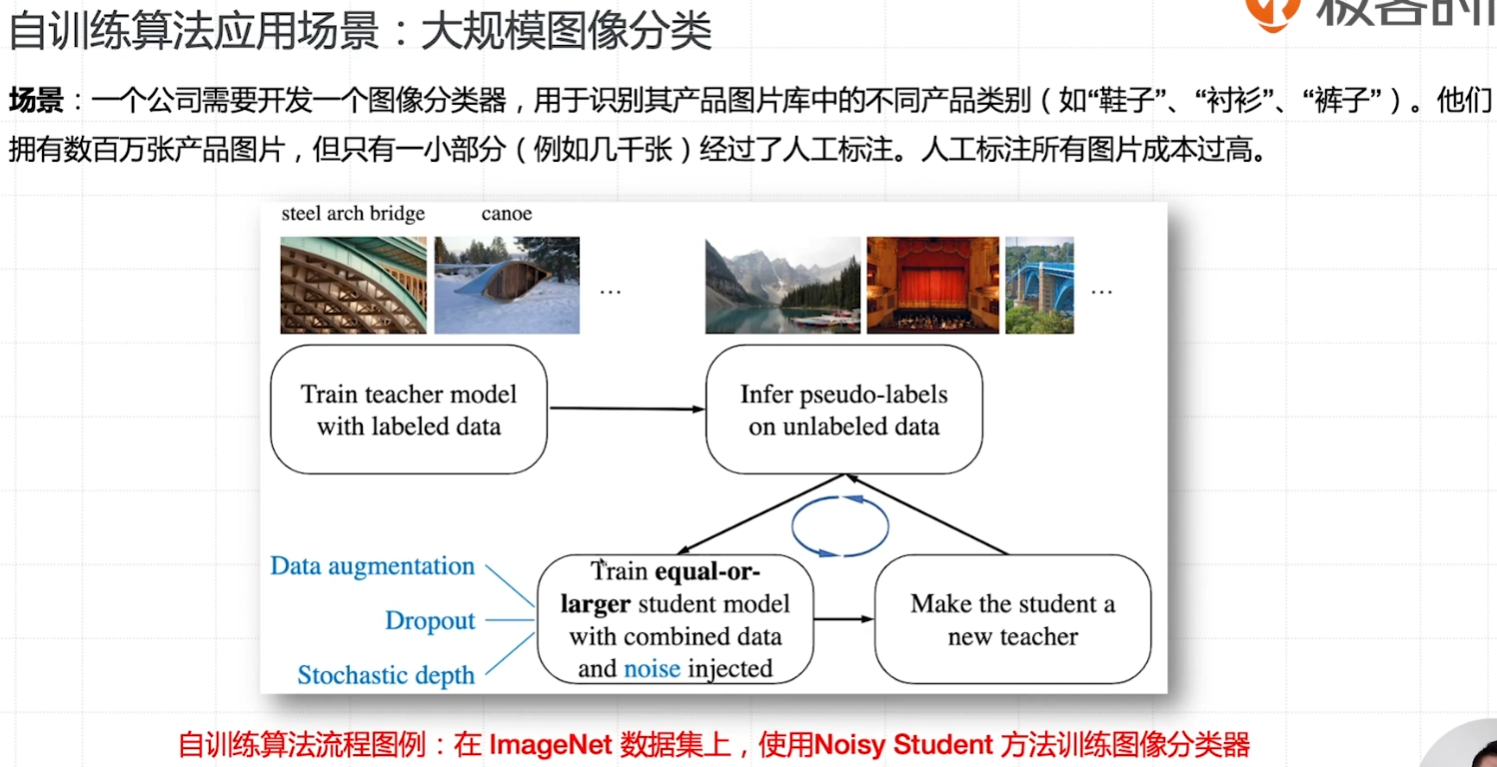 自训练算法应用场景：大规模图像分类
场景：一个公司需要开发一个图像分类器，用于识别其产品图片库中的不同产品类别（如“鞋子”、“衬衫”、“裤子”）。他们
拥有数百万张产品图片，但只有一小部分（例如几千张）经过了人工标注。人工标注所有图片成本过高。
steel arch bridge
canoe
...
...
Train teacher model
with labeled data
Infer pseudo-labels
on unlabeled data
Data augmentation
Dropout
Stochastic depth
Train equal-or-
larger student model
with combined data
and noise injected
Make the student a
new teacher
自训练算法流程图例：在 ImageNet 数据集上，使用Noisy Student 方法训练图像分类器